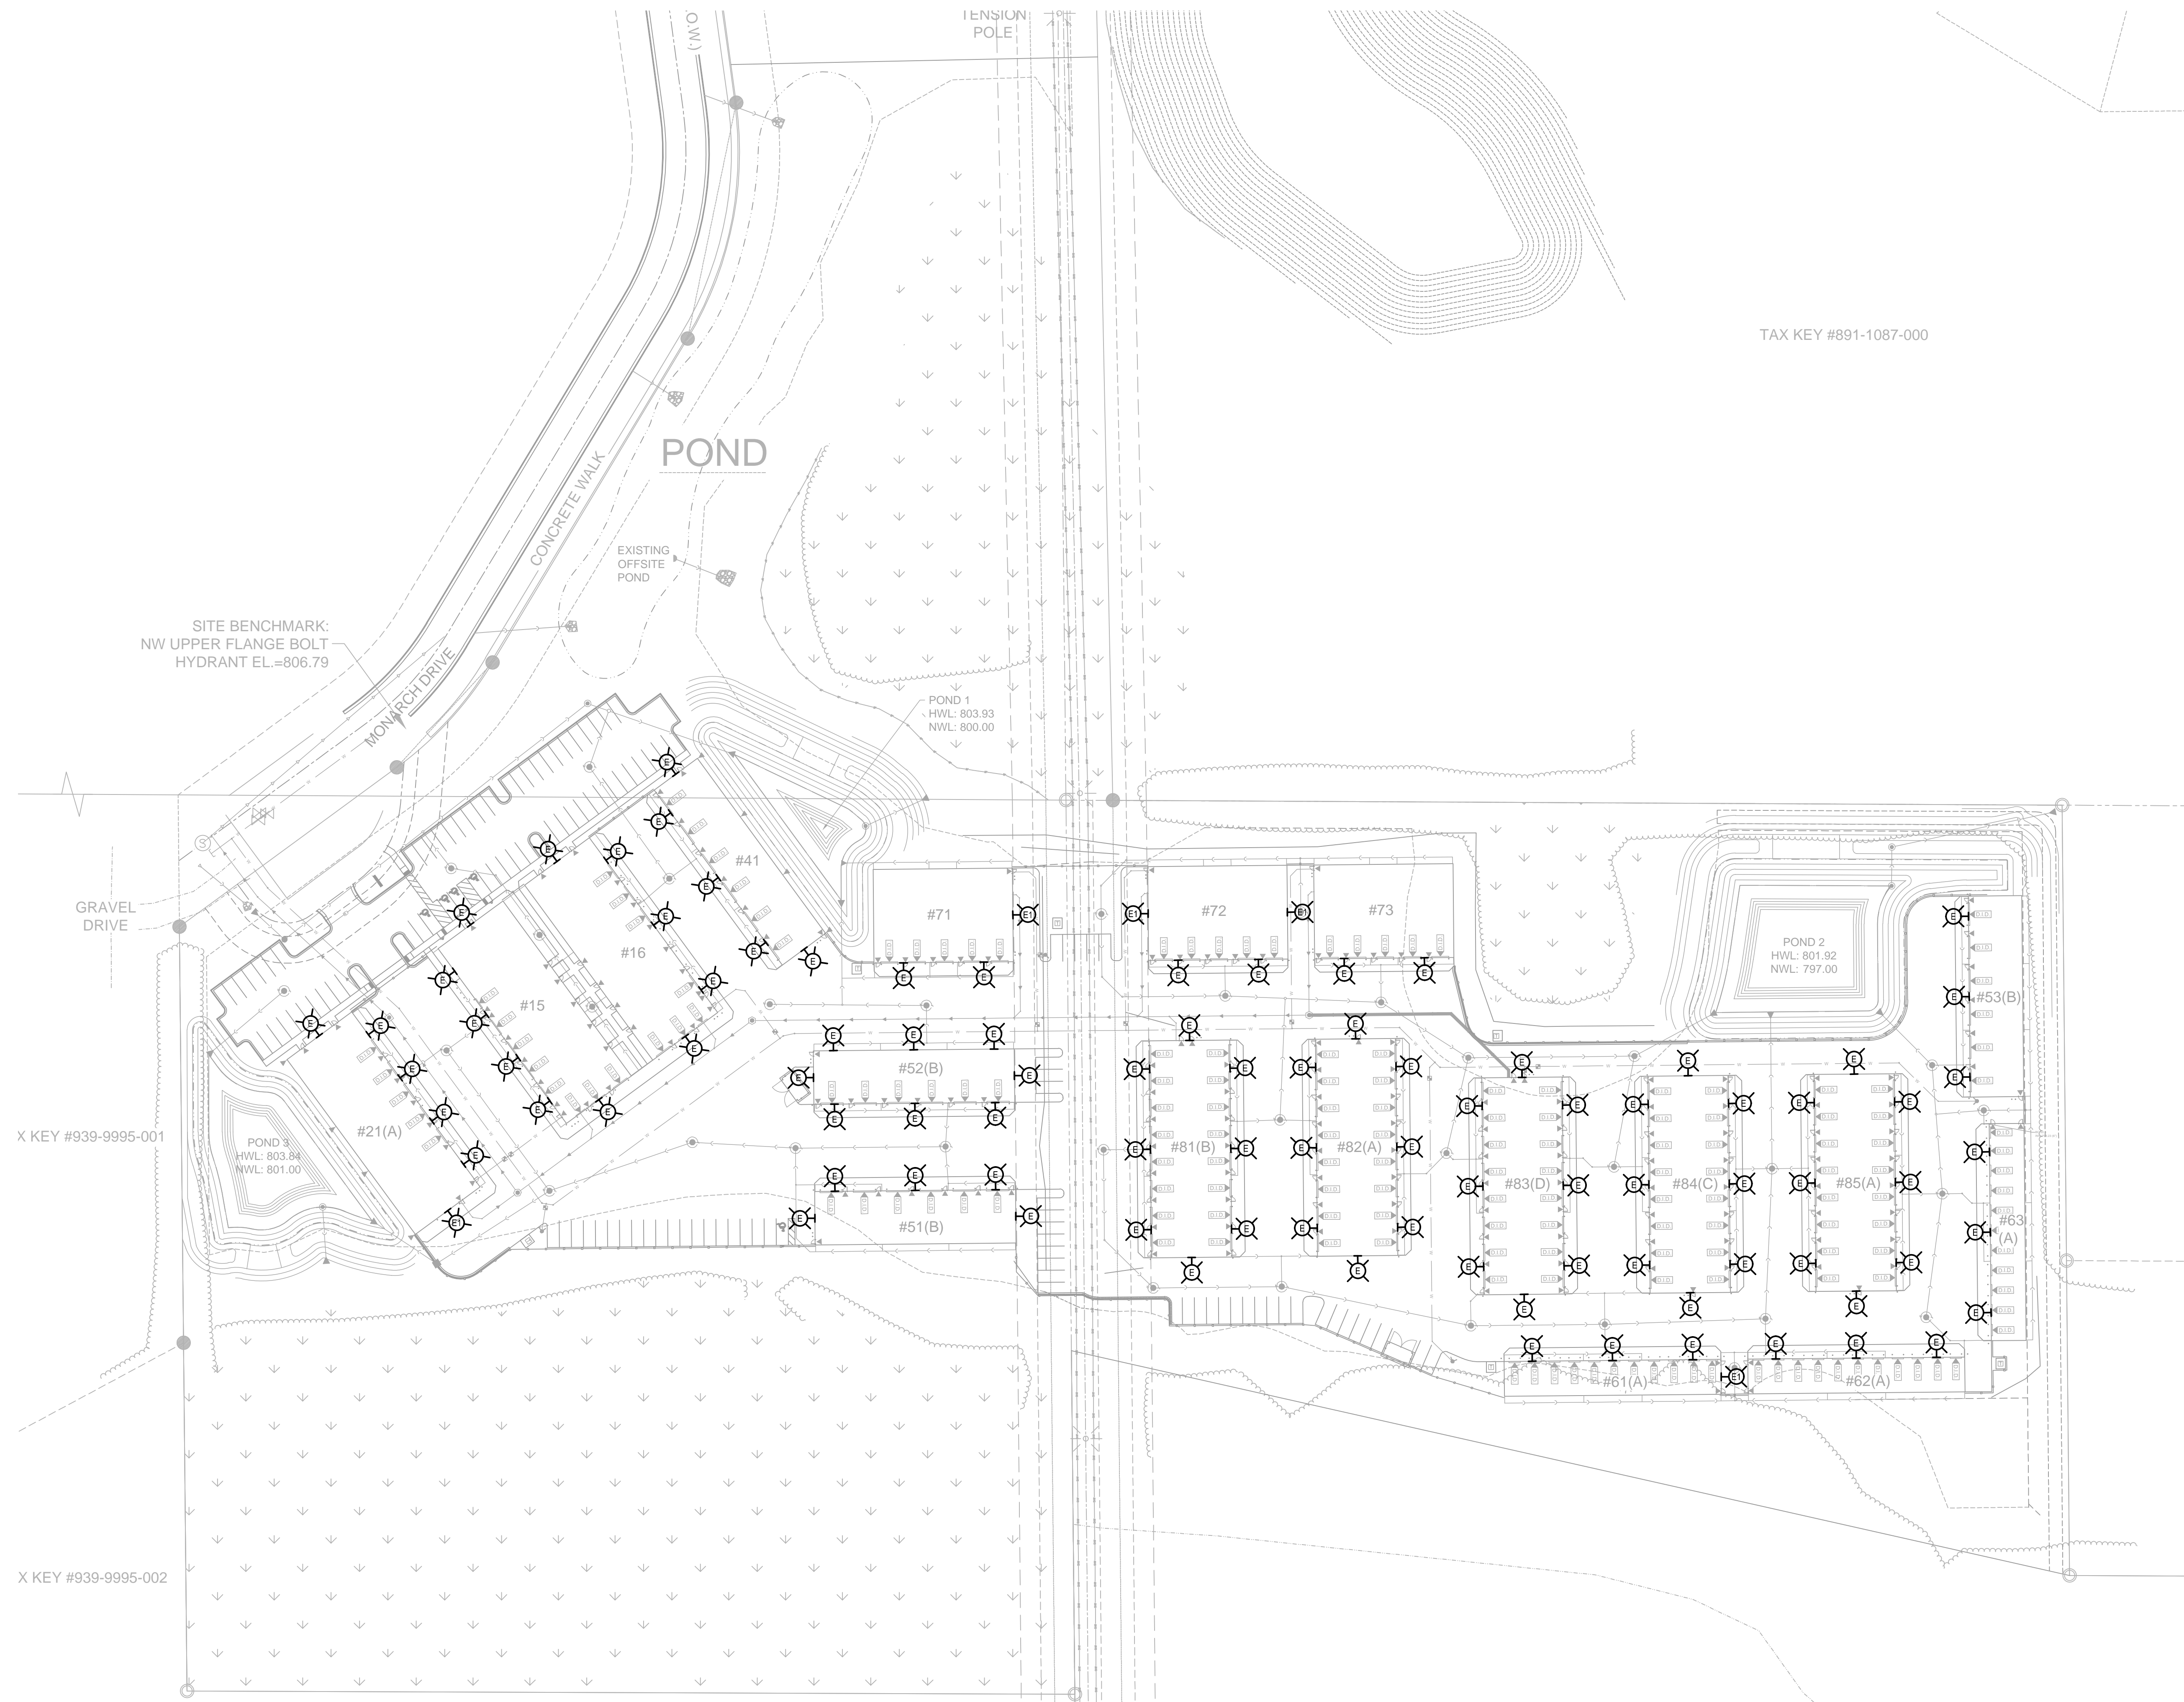 O.W.)
TENSION
POLE
TAX KEY #891-1087-000
POND
CONCRETE WALK
EXISTING
OFFSITE
POND
SITE BENCHMARK:
NW UPPER FLANGE BOLT
HYDRANT EL.=806.79
MONARCH DRIVE
POND 1
HWL: 803.93
NWL: 800.00
GRAVEL
DRIVE
#41
#16
#15
#71
#72
#73
POND 2
HWL: 801.92
NWL: 797.00
#53(B)
#52(B)
#21(A)
X KEY #939-9995-001
POND 3
HWL: 803.84
NWL: 801.00
#81(B)
#82(A)
#83(D)
#84(C)
#85(A)
#51(B)
#63
(A)
#61(A)
#62(A)
X KEY #939-9995-002